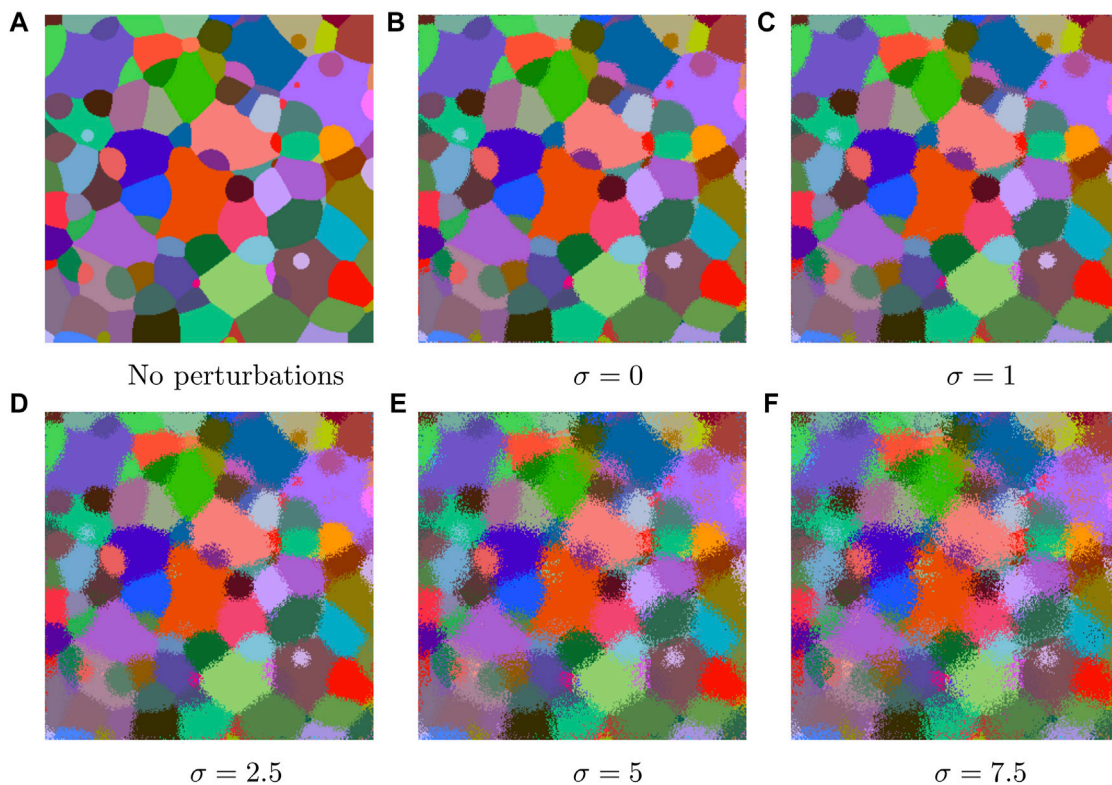 A B C
No perturbations σ = 0 σ = 1
D E F
σ = 2.5 σ = 5 σ = 7.5